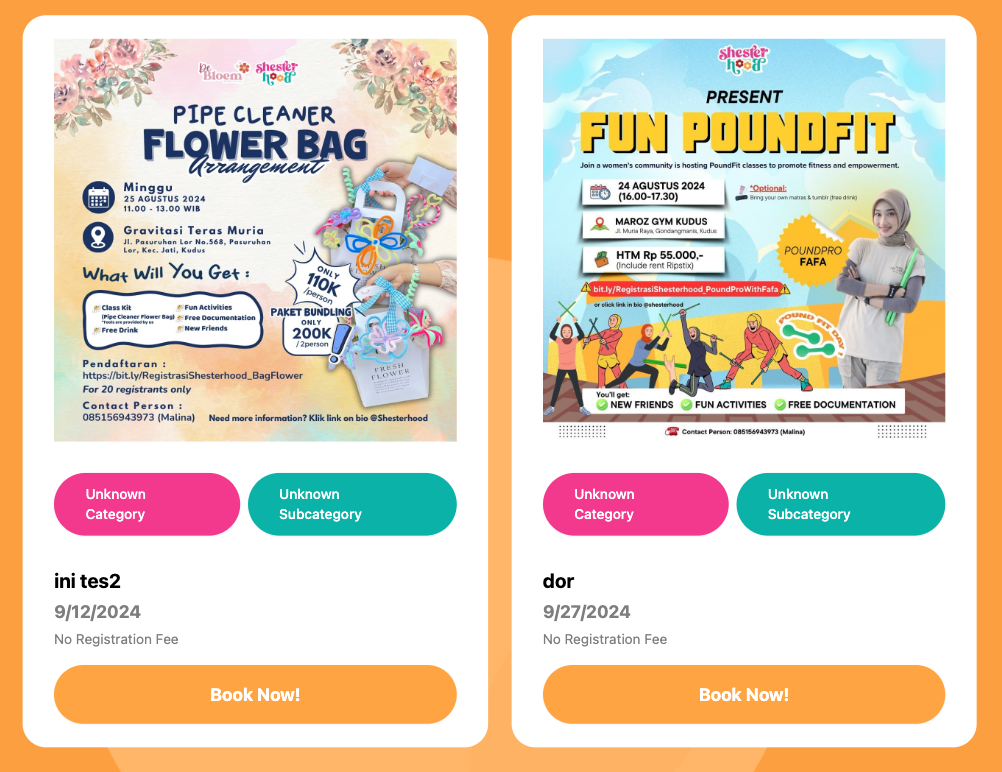 De Bloem
Shester hood
PIPE CLEANER
FLOWER BAG
Arrangement
Minggu
25 AGUSTUS 2024
11.00 - 13.00 WIB
Gravitasi Teras Muria
Jl. Pasuruhan Lor No.568, Pasuruhan
Lor, Kec. Jati, Kudus
What Will You Get :
Class Kit
(Pipe Cleaner Flower Bag)
*Tools are provided by us
Free Drink
Fun Activities
Free Documentation
New Friends
ONLY
110K
/person
PAKET BUNDLING
ONLY
200K
/2person
FRESH
FLOWER
Pendaftaran :
https://bit.ly/RegistrasiShesterhood_BagFlower
For 20 registrants only
Contact Person :
085156943973 (Malina)
Need more information? Klik link on bio @Shesterhood
Unknown
Category
Unknown
Subcategory
ini tes2
9/12/2024
No Registration Fee
Book Now!
Shester
hood
PRESENT
FUN POUNDFIT
Join a women's community is hosting PoundFit classes to promote fitness and empowerment.
24 AGUSTUS 2024
(16.00-17.30)
*Optional:
Bring your own matras & tumblr (free drink)
MAROZ GYM KUDUS
Jl. Muria Raya, Gondangmanis, Kudus
HTM Rp 55.000,-
(Include rent Ripstix)
POUNDPRO
FAFA
bit.ly/RegistrasiShesterhood_PoundProWithFafa
or click link in bio @shesterhood
POUND FIT DAY !
You'll get:
NEW FRIENDS
FUN ACTIVITIES
FREE DOCUMENTATION
Contact Person: 085156943973 (Malina)
Unknown
Category
Unknown
Subcategory
dor
9/27/2024
No Registration Fee
Book Now!